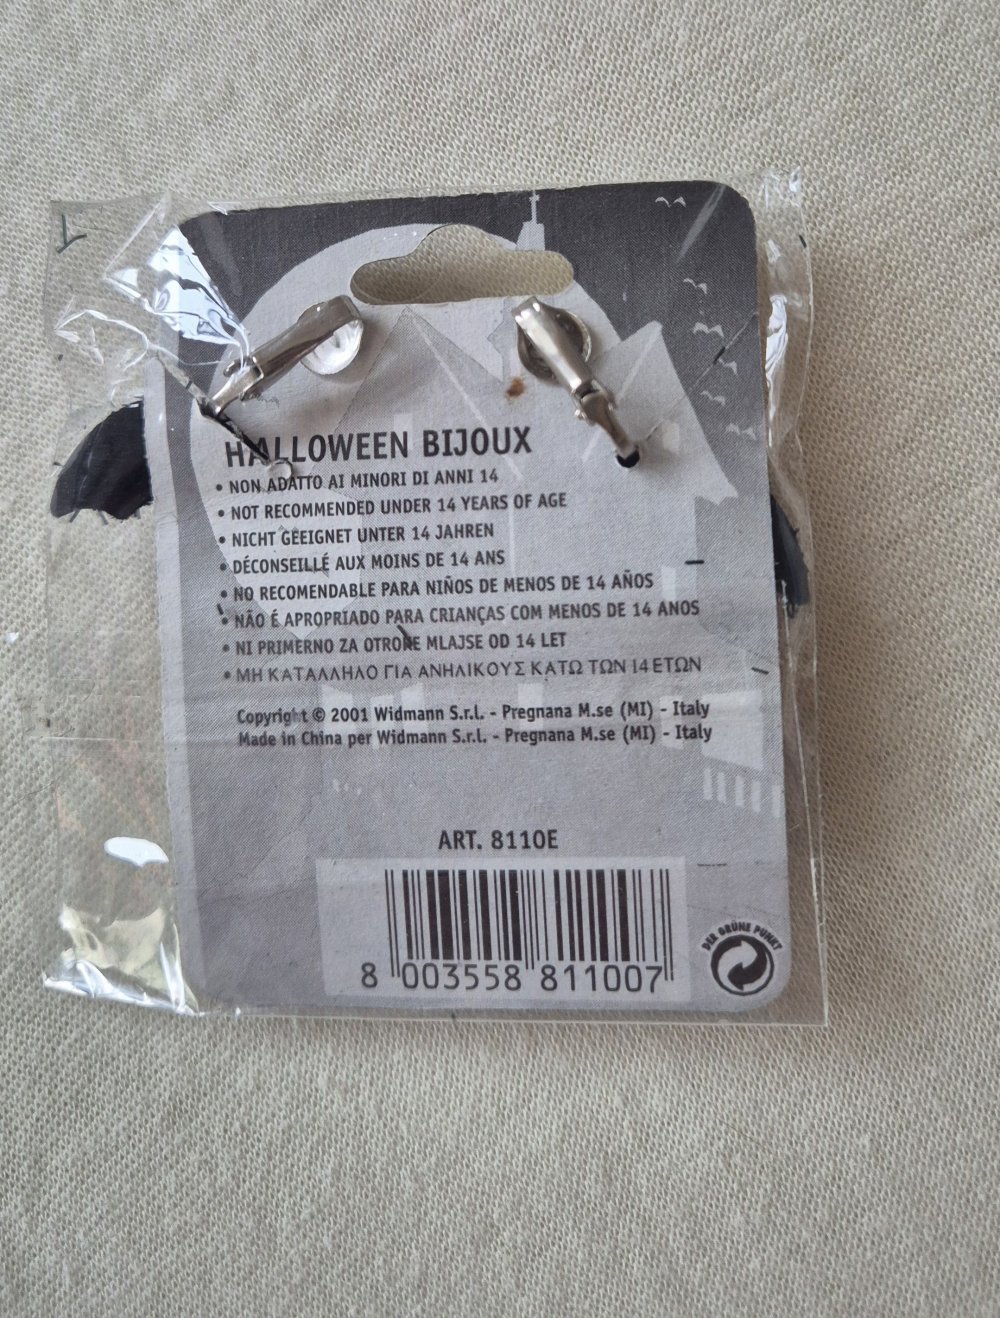 HALLOWEEN BIJOUX
• NON ADATTO AI MINORI DI ANNI 14
• NOT RECOMMENDED UNDER 14 YEARS OF AGE
• NICHT GEEIGNET UNTER 14 JAHREN
• DÉCONSEILLÉ AUX MOINS DE 14 ANS
• NO RECOMENDABLE PARA NIÑOS DE MENOS DE 14 AÑOS
• NÃO É APROPRIADO PARA CRIANÇAS COM MENOS DE 14 ANOS
• NI PRIMERNO ZA OTROKE MLAJSE OD 14 LET
• ΜΗ ΚΑΤΑΛΛΗΛΟ ΓΙΑ ΑΝΗΛΙΚΟΥΣ ΚΑΤΩ ΤΩΝ 14 ΕΤΩΝ
Copyright © 2001 Widmann S.r.l. - Pregnana M.se (MI) - Italy
Made in China per Widmann S.r.l. - Pregnana M.se (MI) - Italy
ART. 8110E
8 003558 811007
DER GRÜNE PUNKT